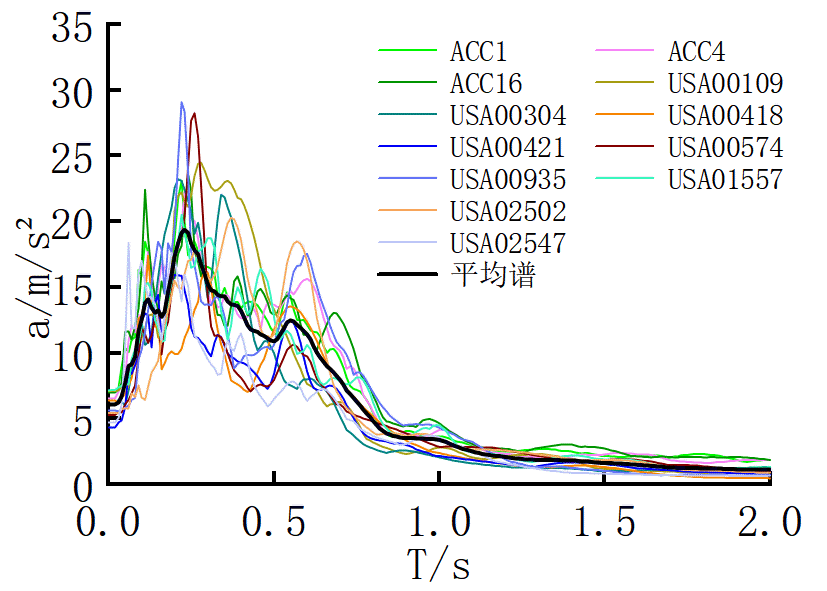 35
30
25
20
15
10
5
0
a/m/s²
ACC1 ACC4
ACC16 USA00109
USA00304 USA00418
USA00421 USA00574
USA00935 USA01557
USA02502
USA02547
平均谱
0.0 0.5 1.0 1.5 2.0
T/s